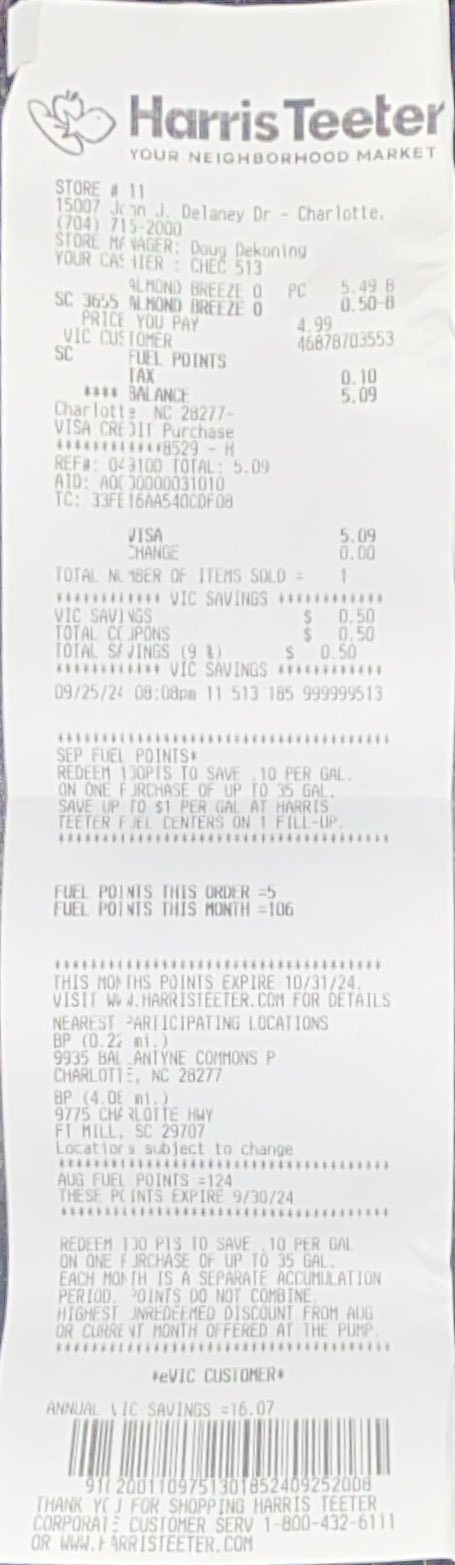 Harris Teeter
YOUR NEIGHBORHOOD MARKET
STORE # 11
15007 J hn J. Delaney Dr - Charlotte,
(704) 715-2000
STORE MANAGER: Doug Dekoning
YOUR CASHIER : CHEC 513
ALMOND BREEZE O PC 5.49 B
SC 3655 ALMOND BREEZE O 0.50-B
PRICE YOU PAY 4.99
VIC CUSTOMER 46878703553
SC FUEL POINTS
TAX 0.10
**** BALANCE 5.09
Charlotte NC 28277-
VISA CREDIT Purchase
************8529 - H
REF#: 043100 TOTAL: 5.09
AID: A0000000031010
TC: 33FE16AA540CDF08
VISA 5.09
CHANGE 0.00
TOTAL NUMBER OF ITEMS SOLD = 1
************ VIC SAVINGS ************
VIC SAVINGS $ 0.50
TOTAL COUPONS $ 0.50
TOTAL SAVINGS (9 %) $ 0.50
************ VIC SAVINGS ************
09/25/24 08:08pm 11 513 185 999999513
**************************************
SEP FUEL POINTS*
REDEEM 100PTS TO SAVE .10 PER GAL.
ON ONE PURCHASE OF UP TO 35 GAL.
SAVE UP TO $1 PER GAL AT HARRIS
TEETER FUEL CENTERS ON 1 FILL-UP.
**************************************
FUEL POINTS THIS ORDER =5
FUEL POINTS THIS MONTH =106
**************************************
THIS MONTHS POINTS EXPIRE 10/31/24.
VISIT WWW.HARRISTEETER.COM FOR DETAILS
NEAREST PARTICIPATING LOCATIONS
BP (0.22 mi.)
9935 BALLANTYNE COMMONS P
CHARLOTTE, NC 28277
BP (4.06 mi.)
9775 CHARLOTTE HWY
FT MILL, SC 29707
Locations subject to change
**************************************
AUG FUEL POINTS =124
THESE POINTS EXPIRE 9/30/24
**************************************
REDEEM 100 PTS TO SAVE .10 PER GAL
ON ONE PURCHASE OF UP TO 35 GAL.
EACH MONTH IS A SEPARATE ACCUMULATION
PERIOD. POINTS DO NOT COMBINE.
HIGHEST UNREDEEMED DISCOUNT FROM AUG
OR CURRENT MONTH OFFERED AT THE PUMP.
**************************************
*eVIC CUSTOMER*
ANNUAL VIC SAVINGS =16.07
THANK YOU FOR SHOPPING HARRIS TEETER
CORPORATE CUSTOMER SERV 1-800-432-6111
OR WWW.HARRISTEETER.COM